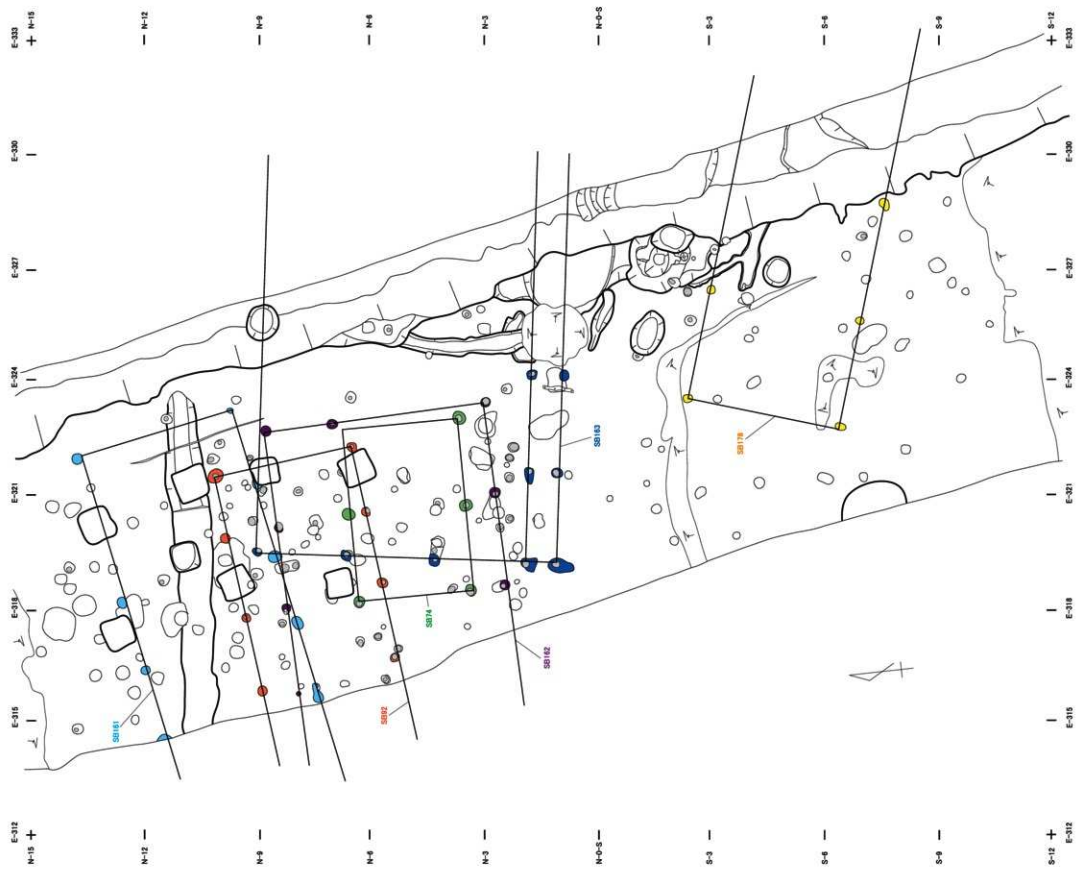 E-333 N-15 N-12 N-9 N-6 N-3 N-0-S S-3 S-6 S-9 S-12 E-333
E-330 E-330
E-327 E-327
E-324 E-324
SB163
SB178
E-321 E-321
E-318 E-318
SB74
SB162
SB161
SB92
E-315 E-315
E-312 N-15 N-12 N-9 N-6 N-3 N-0-S S-3 S-6 S-9 S-12 E-312